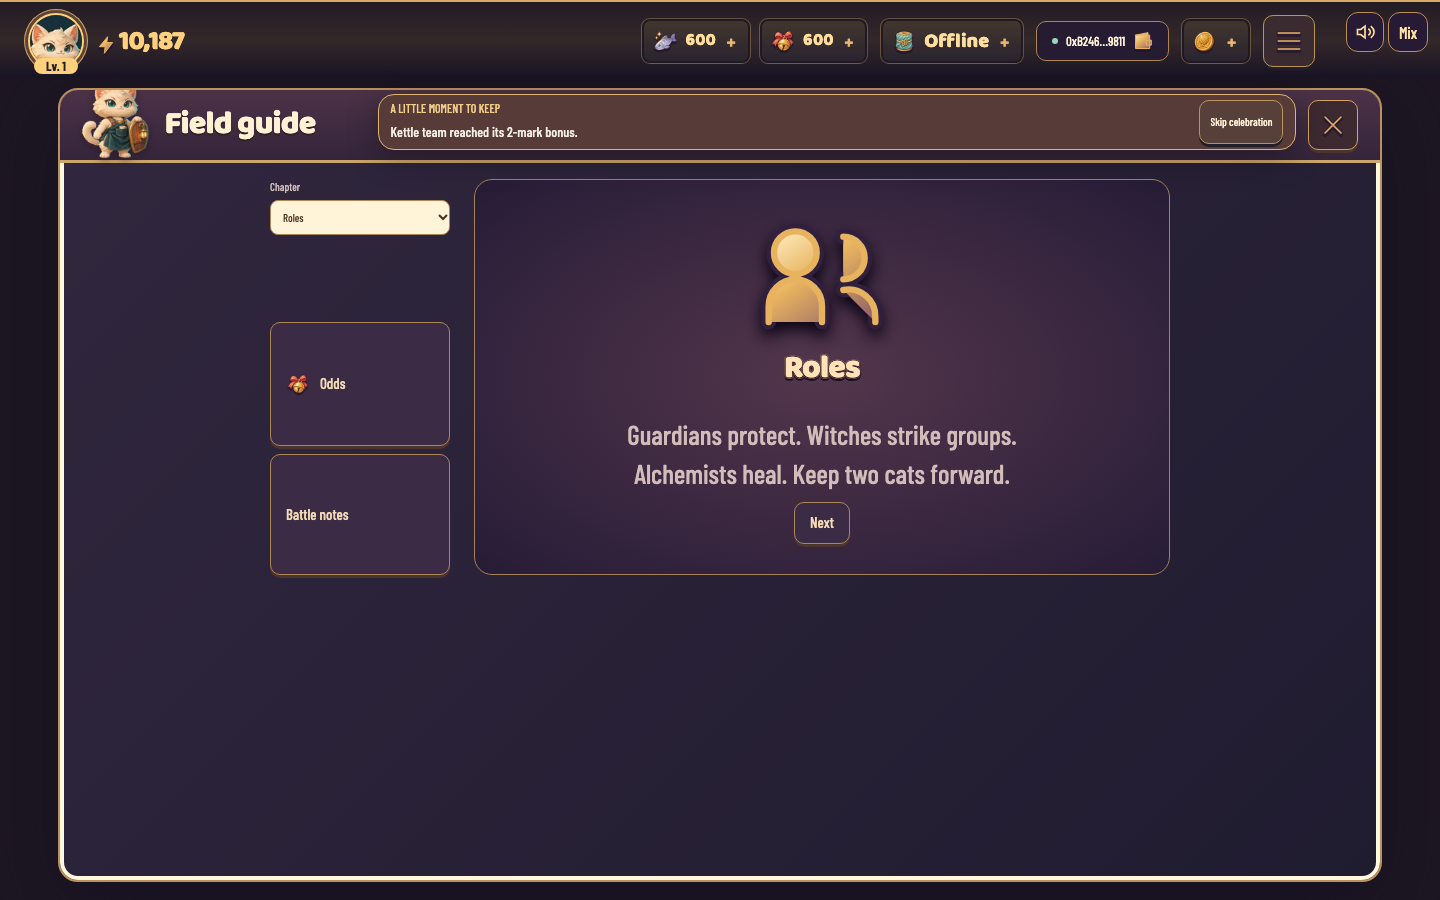 Lv. 1
10,187
600 +
600 +
Offline +
0xB246...9811
+
Mix
Field guide
A LITTLE MOMENT TO KEEP
Kettle team reached its 2-mark bonus.
Skip celebration
Chapter
Roles
Odds
Battle notes
Roles
Guardians protect. Witches strike groups.
Alchemists heal. Keep two cats forward.
Next